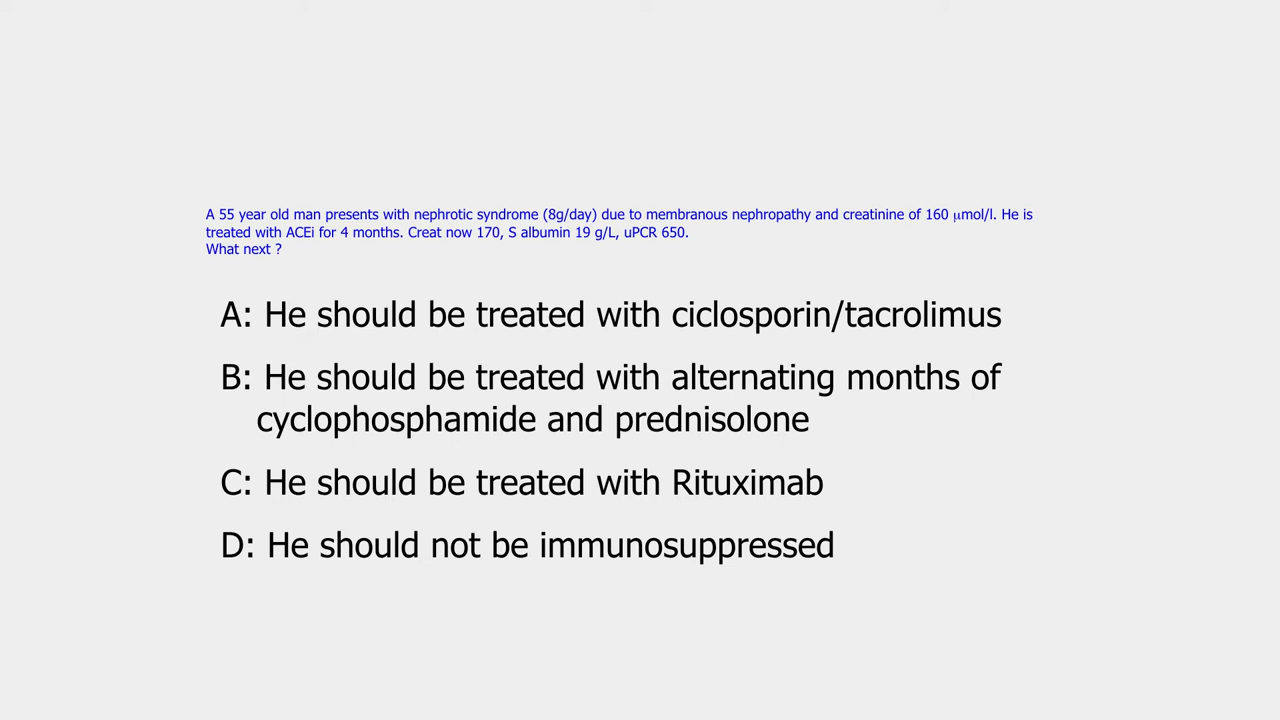 A 55 year old man presents with nephrotic syndrome (8g/day) due to membranous nephropathy and creatinine of 160 μmol/l. He is
treated with ACEi for 4 months. Creat now 170, S albumin 19 g/L, uPCR 650.
What next ?
A: He should be treated with ciclosporin/tacrolimus
B: He should be treated with alternating months of
cyclophosphamide and prednisolone
C: He should be treated with Rituximab
D: He should not be immunosuppressed